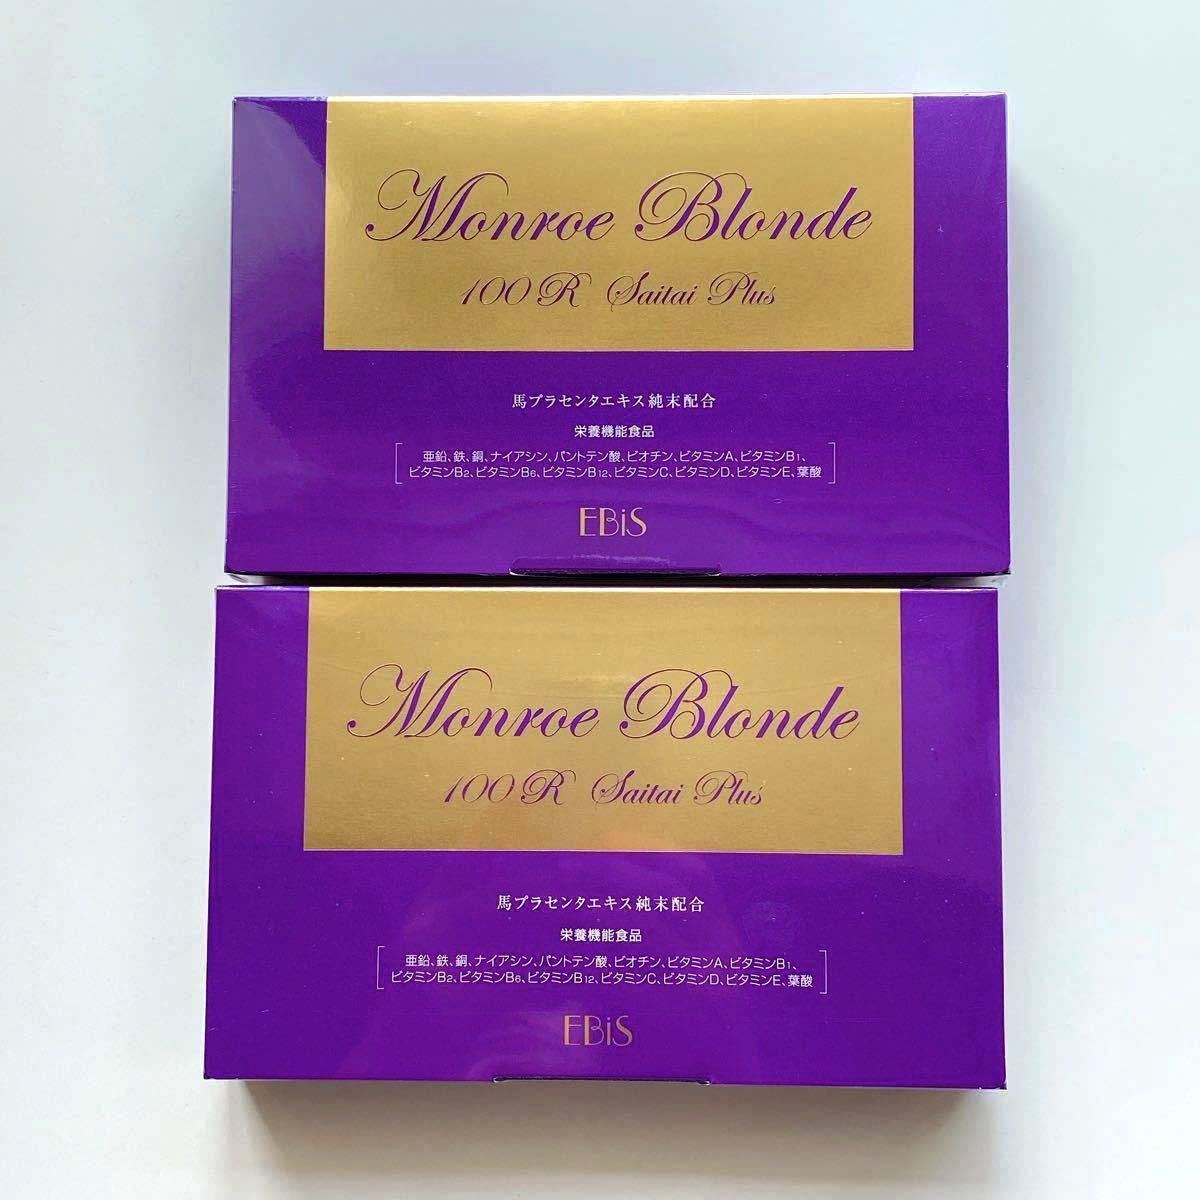 Monroe Blonde
100R Saitai Plus
馬プラセンタエキス純末配合
栄養機能食品
亜鉛、鉄、銅、ナイアシン、パントテン酸、ビオチン、ビタミンA、ビタミンB1、
ビタミンB2、ビタミンB6、ビタミンB12、ビタミンC、ビタミンD、ビタミンE、葉酸
EBiS
Monroe Blonde
100R Saitai Plus
馬プラセンタエキス純末配合
栄養機能食品
亜鉛、鉄、銅、ナイアシン、パントテン酸、ビオチン、ビタミンA、ビタミンB1、
ビタミンB2、ビタミンB6、ビタミンB12、ビタミンC、ビタミンD、ビタミンE、葉酸
EBiS